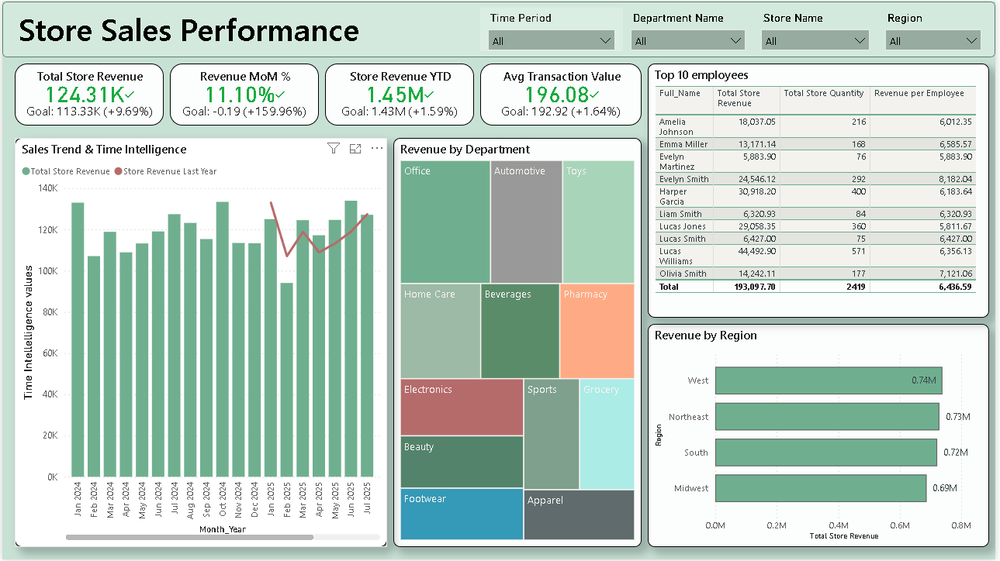 Store Sales Performance
Time Period
All
Department Name
All
Store Name
All
Region
All
Total Store Revenue
124.31K
Goal: 113.33K (+9.69%)
Revenue MoM %
11.10%
Goal: -0.19 (+159.96%)
Store Revenue YTD
1.45M
Goal: 1.43M (+1.59%)
Avg Transaction Value
196.08
Goal: 192.92 (+1.64%)
Sales Trend & Time Intelligence
Total Store Revenue Store Revenue Last Year
Time Intellelligence values
140K
120K
100K
80K
60K
40K
20K
0K
Jan 2024
Feb 2024
Mar 2024
Apr 2024
May 2024
Jun 2024
Jul 2024
Aug 2024
Sep 2024
Oct 2024
Nov 2024
Dec 2024
Jan 2025
Feb 2025
Mar 2025
Apr 2025
May 2025
Jun 2025
Jul 2025
Month_Year
Revenue by Department
Office
Automotive
Toys
Home Care
Beverages
Pharmacy
Electronics
Sports
Grocery
Beauty
Footwear
Apparel
Top 10 employees
Full_Name Total Store Revenue Total Store Quantity Revenue per Employee
Amelia Johnson 18,037.05 216 6,012.35
Emma Miller 13,171.14 168 6,585.57
Evelyn Martinez 5,883.90 76 5,883.90
Evelyn Smith 24,546.12 292 8,182.04
Harper Garcia 30,918.20 400 6,183.64
Liam Smith 6,320.93 84 6,320.93
Lucas Jones 29,058.35 360 5,811.67
Lucas Smith 6,427.00 75 6,427.00
Lucas Williams 44,492.90 571 6,356.13
Olivia Smith 14,242.11 177 7,121.06
Total 193,097.70 2419 6,436.59
Revenue by Region
Region
West 0.74M
Northeast 0.73M
South 0.72M
Midwest 0.69M
0.0M 0.2M 0.4M 0.6M 0.8M
Total Store Revenue